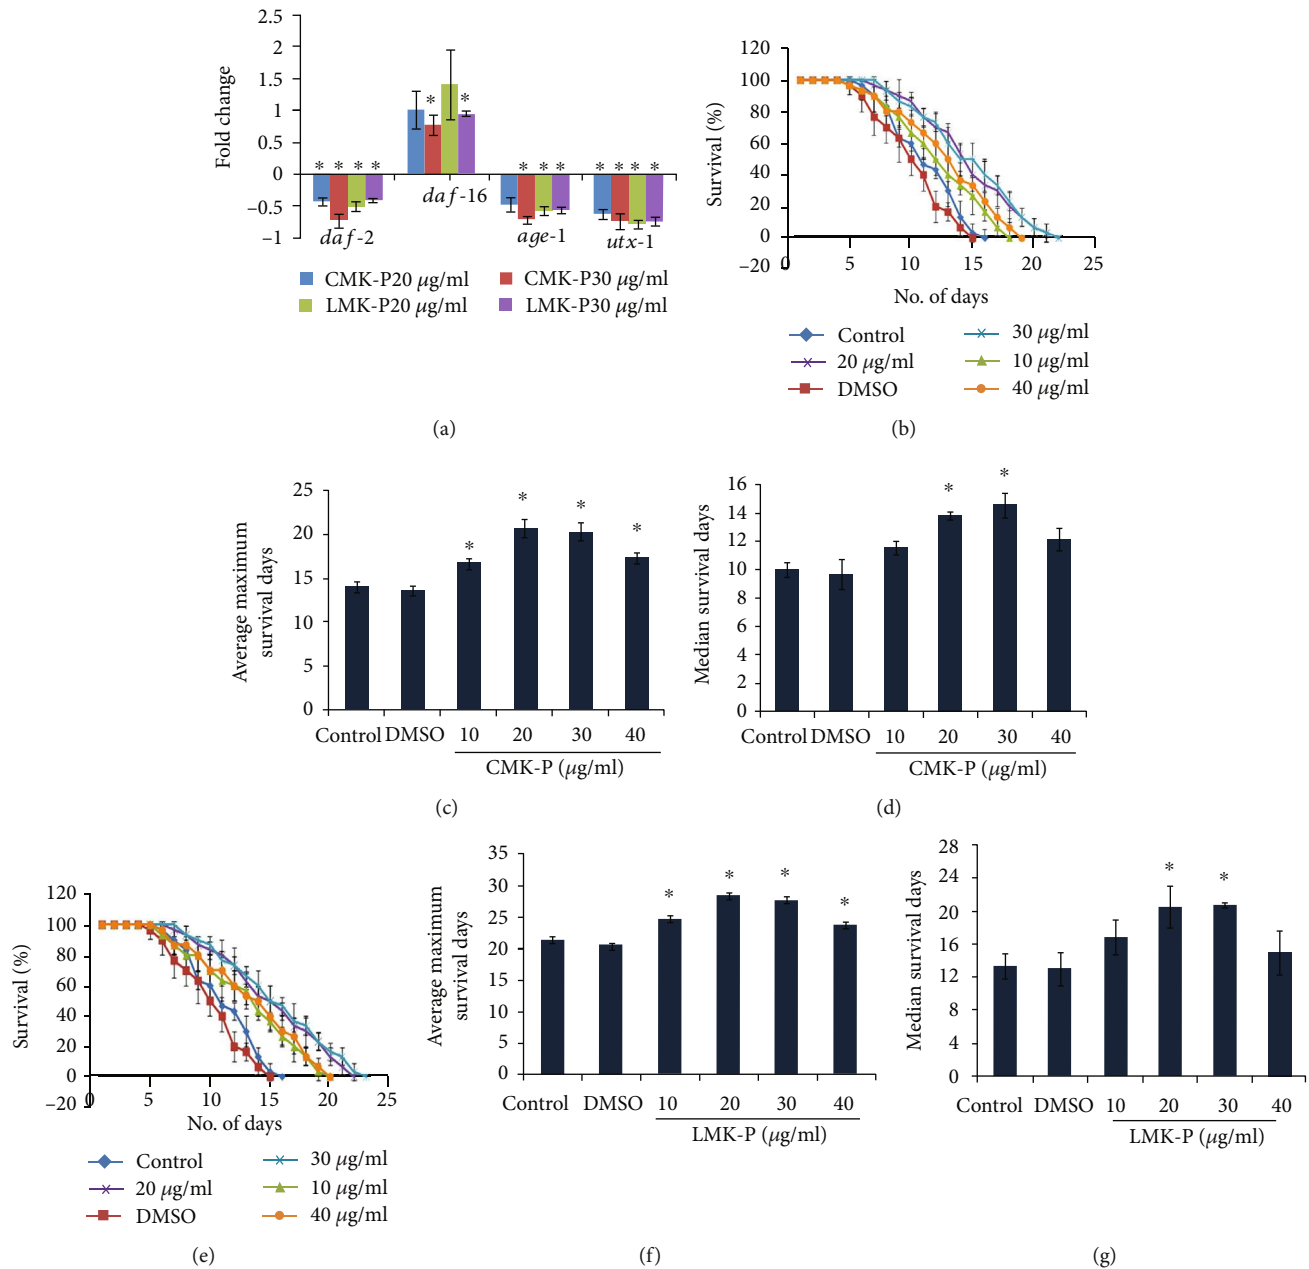 2.5
2
1.5
1
0.5
0
−0.5
−1
Fold change
* * * *
* *
* * *
* * * *
daf-2
daf-16
age-1
utx-1
CMK-P20 μg/ml
CMK-P30 μg/ml
LMK-P20 μg/ml
LMK-P30 μg/ml
(a)
120
100
80
60
40
20
0
−20
Survival (%)
0 5 10 15 20 25
No. of days
Control
30 μg/ml
20 μg/ml
10 μg/ml
DMSO
40 μg/ml
(b)
25
20
15
10
5
0
Average maximum
survival days
* * * *
Control DMSO 10 20 30 40
CMK-P (μg/ml)
(c)
16
14
12
10
8
6
4
2
0
Median survival days
* *
Control DMSO 10 20 30 40
CMK-P (μg/ml)
(d)
120
100
80
60
40
20
0
−20
Survival (%)
0 5 10 15 20 25
No. of days
Control
30 μg/ml
20 μg/ml
10 μg/ml
DMSO
40 μg/ml
(e)
35
30
25
20
15
10
5
0
Average maximum
survival days
* * * *
Control DMSO 10 20 30 40
LMK-P (μg/ml)
(f)
28
24
20
16
12
8
4
0
Median survival days
* *
Control DMSO 10 20 30 40
LMK-P (μg/ml)
(g)